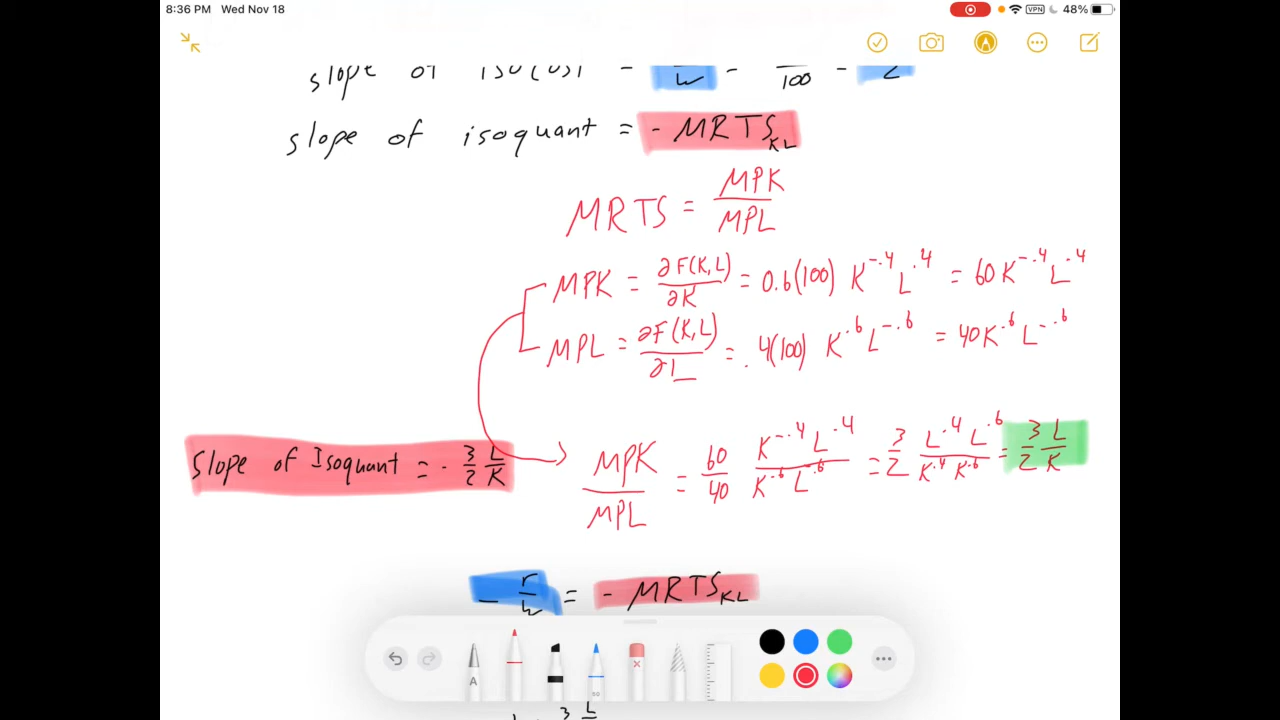 8:36 PM Wed Nov 18
VPN 48%
slope of isocost = - r/w = - /100 = - /2
slope of isoquant = - MRTS_KL
MRTS = MPK/MPL
MPK = ∂F(K,L)/∂K = 0.6(100) K^-.4 L^.4 = 60K^-.4 L^.4
MPL = ∂F(K,L)/∂L = .4(100) K^.6 L^-.6 = 40K^.6 L^-.6
Slope of Isoquant = - 3/2 L/K
MPK/MPL = 60/40 K^-.4 L^.4 / K^.6 L^-.6 = 3/2 L^.4 L^.6 / K^.4 K^.6 = 3/2 L/K
- r/w = - MRTS_KL
A
3 L